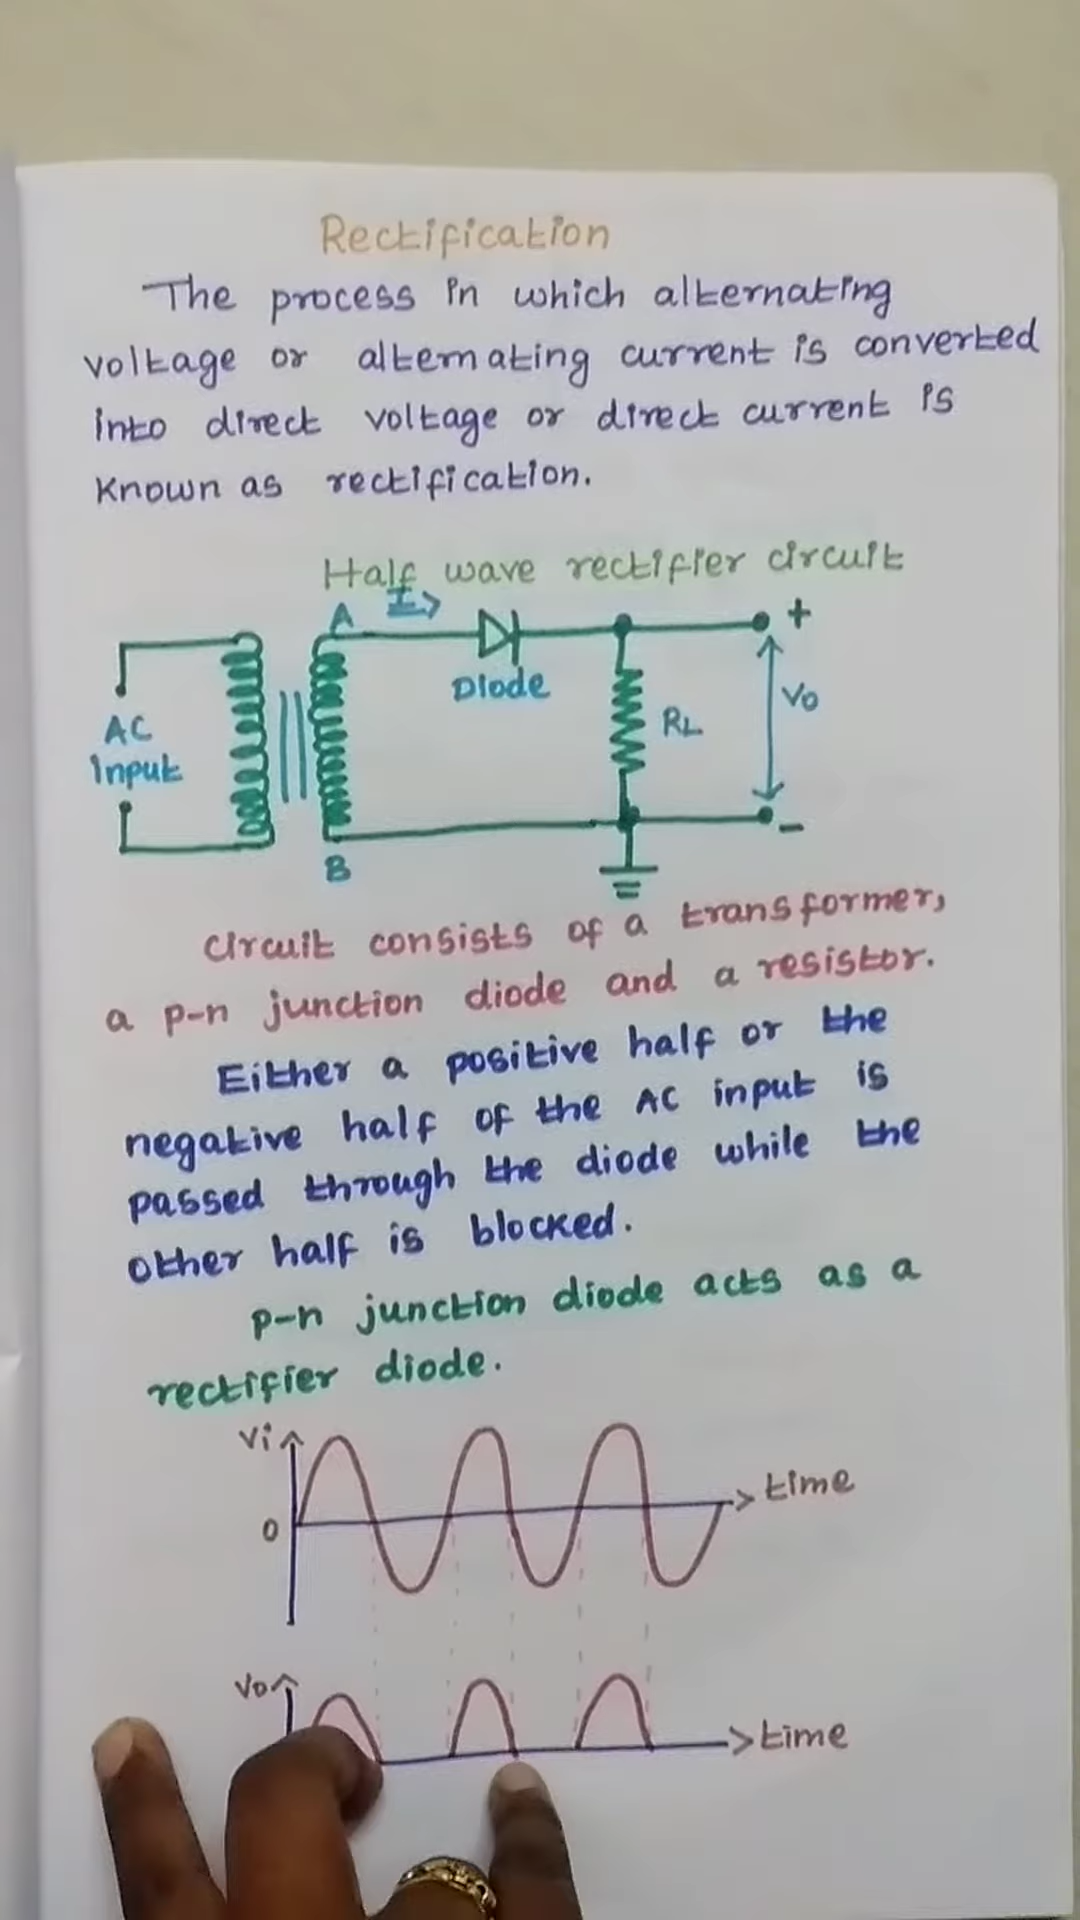 Rectification
The process in which alternating
voltage or alternating current is converted
into direct voltage or direct current is
known as rectification.
Half wave rectifier circuit
A I +
Diode
AC
Input
RL
Vo
B
-
Circuit consists of a transformer,
a p-n junction diode and a resistor.
Either a positive half or the
negative half of the AC input is
passed through the diode while the
other half is blocked.
p-n junction diode acts as a
rectifier diode.
Vi
time
0
Vo
time